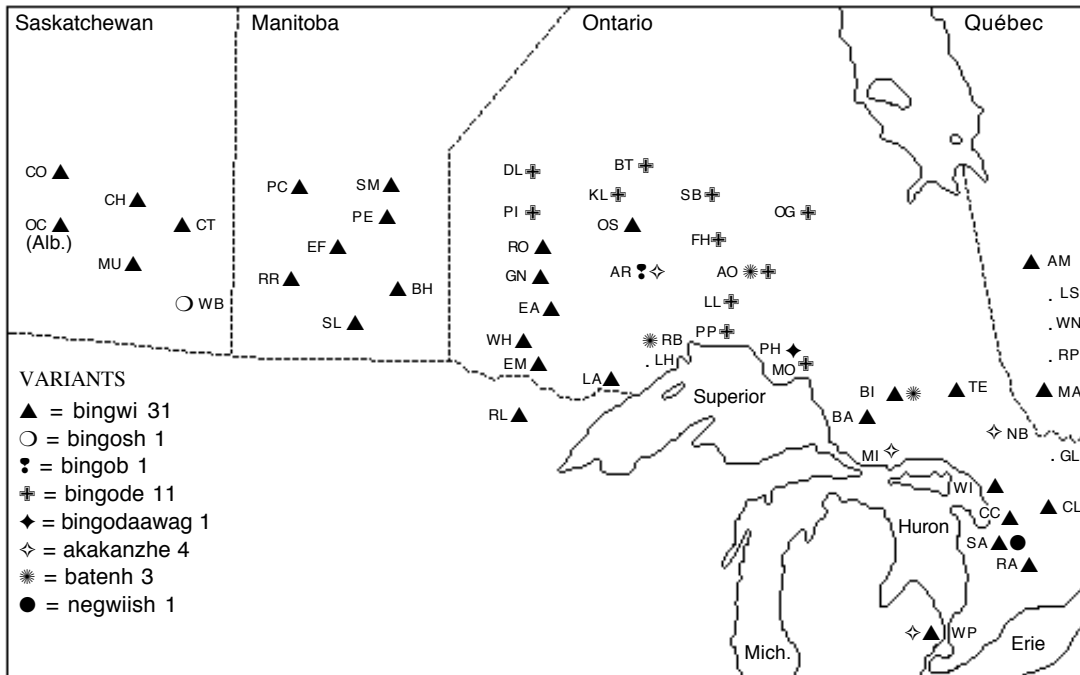 Saskatchewan Manitoba Ontario Québec
CO
CH
OC CT
(Alb.)
MU
WB
PC SM
PE
EF
RR BH
SL
DL BT
KL SB
PI OG
OS
RO FH
GN AR AO
EA LL
WH PP
RB
EM LH PH
MO
LA
RL
AM
LS
WN
RP
BI TE MA
BA
NB
MI GL
WI
CL
CC
SA
RA
WP
Superior
Huron
Mich.
Erie
VARIANTS
▲ = bingwi 31
❍ = bingosh 1
❢ = bingob 1
✙ = bingode 11
✦ = bingodaawag 1
✧ = akakanzhe 4
✺ = batenh 3
● = negwiish 1